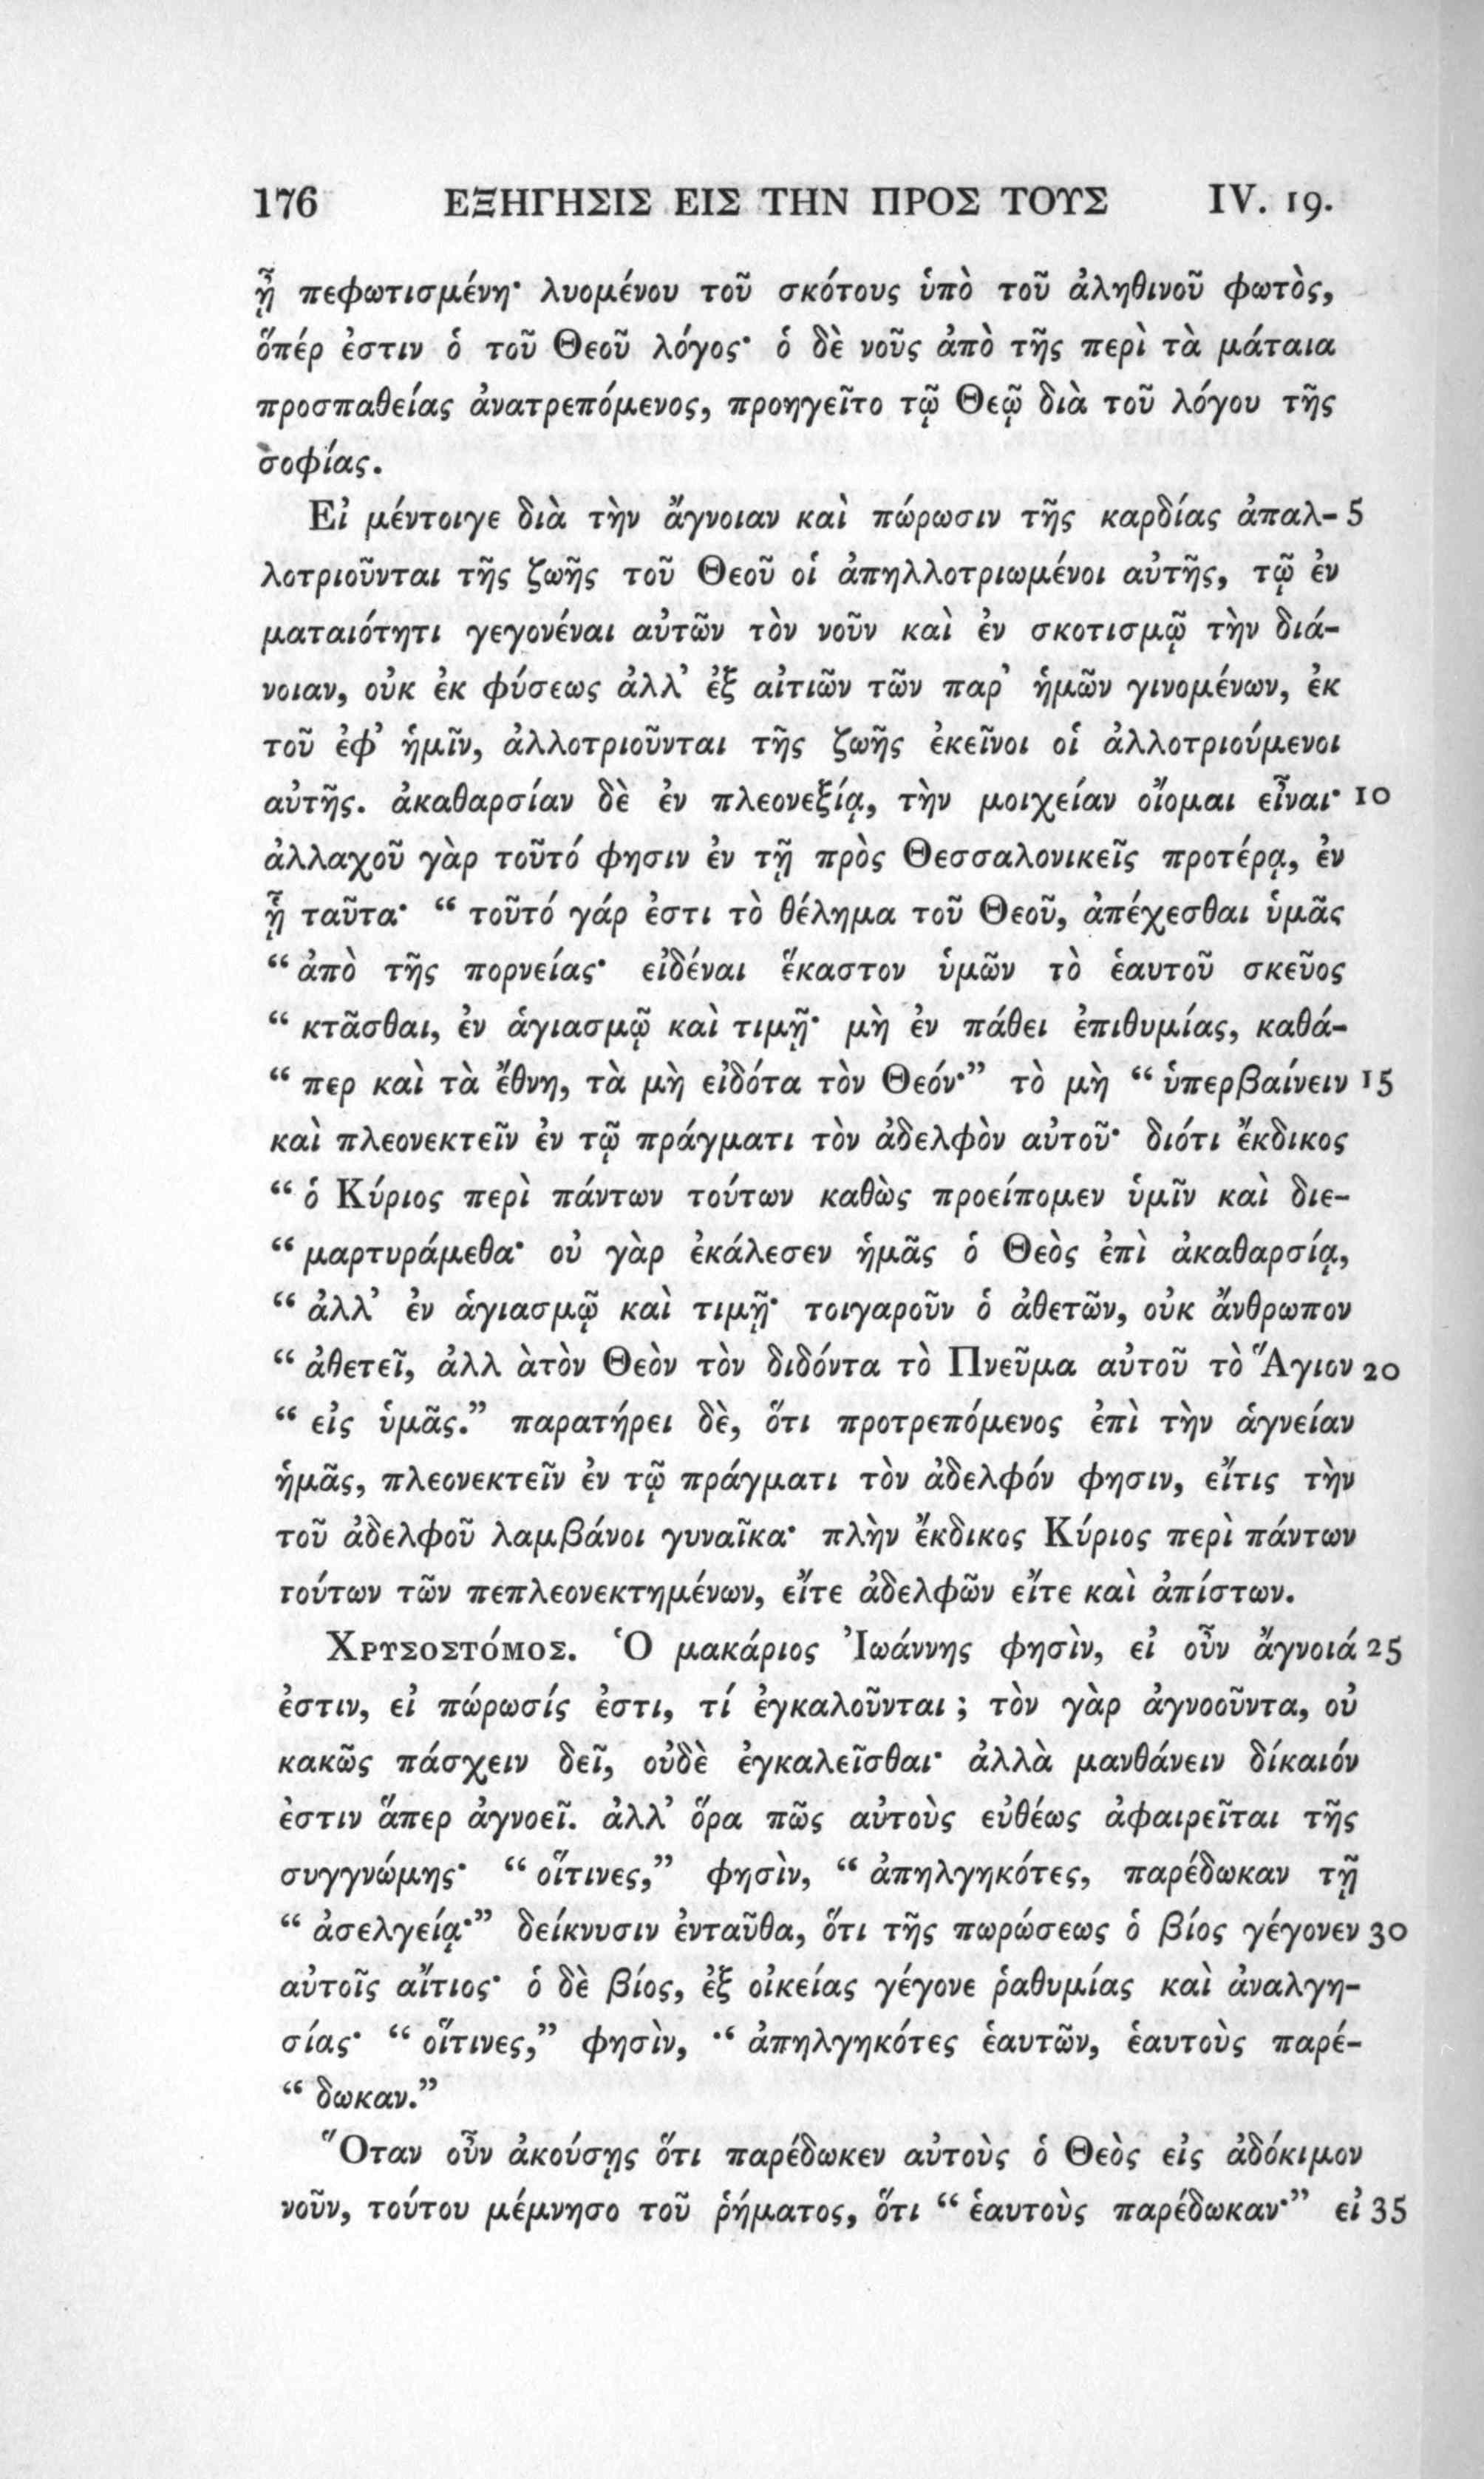 176 ΕΞΗΓΗΣΙΣ ΕΙΣ ΤΗΝ ΠΡΟΣ ΤΟΥΣ IV. 19.
ᾖ πεφωτισμένη· λυομένου τοῦ σκότους ὑπὸ τοῦ ἀληθινοῦ φωτὸς,
ὅπέρ ἐστιν ὁ τοῦ Θεοῦ λόγος· ὁ δὲ νοῦς ἀπὸ τῆς περὶ τὰ μάταια
προσπαθείας ἀνατρεπόμενος, προηγεῖτο τῷ Θεῷ διὰ τοῦ λόγου τῆς
σοφίας.
Εἰ μέντοιγε διὰ τὴν ἄγνοιαν καὶ πώρωσιν τῆς καρδίας ἀπαλ- 5
λοτριοῦνται τῆς ζωῆς τοῦ Θεοῦ οἱ ἀπηλλοτριωμένοι αὐτῆς, τῷ ἐν
ματαιότητι γεγονέναι αὐτῶν τὸν νοῦν καὶ ἐν σκοτισμῷ τὴν διά-
νοιαν, οὐκ ἐκ φύσεως ἀλλ’ ἐξ αἰτιῶν τῶν παρ’ ἡμῶν γινομένων, ἐκ
τοῦ ἐφ’ ἡμῖν, ἀλλοτριοῦνται τῆς ζωῆς ἐκεῖνοι οἱ ἀλλοτριούμενοι
αὐτῆς. ἀκαθαρσίαν δὲ ἐν πλεονεξίᾳ, τὴν μοιχείαν οἴομαι εἶναι· 10
ἀλλαχοῦ γὰρ τοῦτό φησιν ἐν τῇ πρὸς Θεσσαλονικεῖς προτέρᾳ, ἐν
ᾗ ταῦτα· “ τοῦτό γάρ ἐστι τὸ θέλημα τοῦ Θεοῦ, ἀπέχεσθαι ὑμᾶς
“ ἀπὸ τῆς πορνείας· εἰδέναι ἕκαστον ὑμῶν τὸ ἑαυτοῦ σκεῦος
“ κτᾶσθαι, ἐν ἁγιασμῷ καὶ τιμῇ· μὴ ἐν πάθει ἐπιθυμίας, καθά-
“ περ καὶ τὰ ἔθνη, τὰ μὴ εἰδότα τὸν Θεόν·” τὸ μὴ “ ὑπερβαίνειν 15
καὶ πλεονεκτεῖν ἐν τῷ πράγματι τὸν ἀδελφὸν αὐτοῦ· διότι ἔκδικος
“ ὁ Κύριος περὶ πάντων τούτων καθὼς προείπομεν ὑμῖν καὶ διε-
“ μαρτυράμεθα· οὐ γὰρ ἐκάλεσεν ἡμᾶς ὁ Θεὸς ἐπὶ ἀκαθαρσίᾳ,
“ ἀλλ’ ἐν ἁγιασμῷ καὶ τιμῇ· τοιγαροῦν ὁ ἀθετῶν, οὐκ ἄνθρωπον
“ ἀθετεῖ, ἀλλ ὰτὸν Θεὸν τὸν διδόντα τὸ Πνεῦμα αὐτοῦ τὸ Ἅγιον 20
“ εἰς ὑμᾶς.” παρατήρει δὲ, ὅτι προτρεπόμενος ἐπὶ τὴν ἁγνείαν
ἡμᾶς, πλεονεκτεῖν ἐν τῷ πράγματι τὸν ἀδελφόν φησιν, εἴτις τὴν
τοῦ ἀδελφοῦ λαμβάνοι γυναῖκα· πλὴν ἔκδικος Κύριος περὶ πάντων
τούτων τῶν πεπλεονεκτημένων, εἴτε ἀδελφῶν εἴτε καὶ ἀπίστων.
Χρυσοστόμος. Ὁ μακάριος Ἰωάννης φησὶν, εἰ οὖν ἄγνοιά 25
ἐστιν, εἰ πώρωσίς ἐστι, τί ἐγκαλοῦνται ; τὸν γὰρ ἀγνοοῦντα, οὐ
κακῶς πάσχειν δεῖ, οὐδὲ ἐγκαλεῖσθαι· ἀλλὰ μανθάνειν δίκαιόν
ἐστιν ἅπερ ἀγνοεῖ. ἀλλ’ ὅρα πῶς αὐτοὺς εὐθέως ἀφαιρεῖται τῆς
συγγνώμης· “ οἵτινες,” φησὶν, “ ἀπηλγηκότες, παρέδωκαν τῇ
“ ἀσελγείᾳ·” δείκνυσιν ἐνταῦθα, ὅτι τῆς πωρώσεως ὁ βίος γέγονεν 30
αὐτοῖς αἴτιος· ὁ δὲ βίος, ἐξ οἰκείας γέγονε ῥαθυμίας καὶ ἀναλγη-
σίας· “ οἵτινες,” φησὶν, “ ἀπηλγηκότες ἑαυτῶν, ἑαυτοὺς παρέ-
“ δωκαν.”
Ὅταν οὖν ἀκούσῃς ὅτι παρέδωκεν αὐτοὺς ὁ Θεὸς εἰς ἀδόκιμον
νοῦν, τούτου μέμνησο τοῦ ῥήματος, ὅτι “ ἑαυτοὺς παρέδωκαν·” εἰ 35